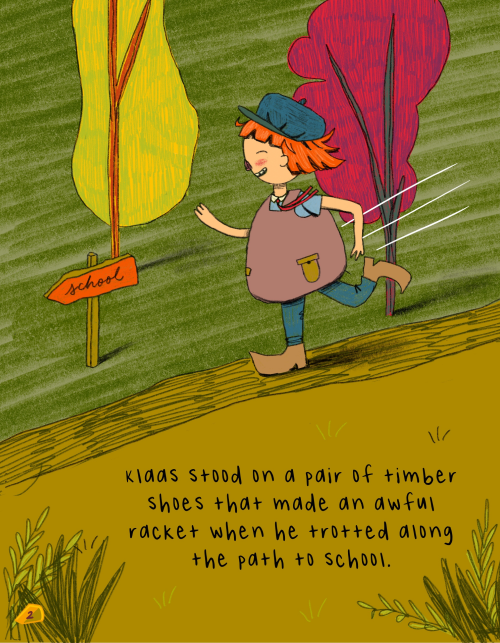 school
Klaas stood on a pair of timber
shoes that made an awful
racket when he trotted along
the path to school.
2